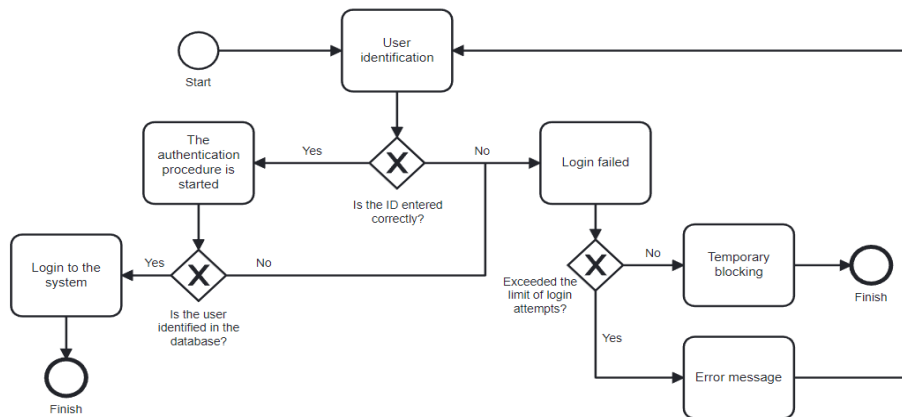 User
identification
Start
The
authentication
procedure is
started
Yes
No
Login failed
Is the ID entered
correctly?
Login to the
system
Yes
No
Is the user
identified in the
database?
Finish
Exceeded the
limit of login
attempts?
No
Temporary
blocking
Finish
Yes
Error message